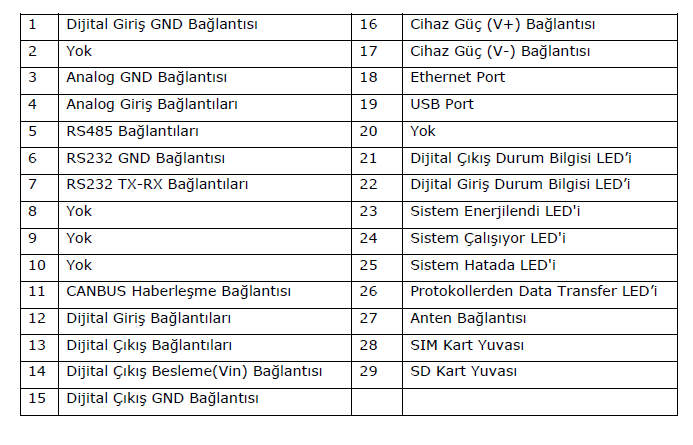 1 Dijital Giriş GND Bağlantısı 16 Cihaz Güç (V+) Bağlantısı
2 Yok 17 Cihaz Güç (V-) Bağlantısı
3 Analog GND Bağlantısı 18 Ethernet Port
4 Analog Giriş Bağlantıları 19 USB Port
5 RS485 Bağlantıları 20 Yok
6 RS232 GND Bağlantısı 21 Dijital Çıkış Durum Bilgisi LED’i
7 RS232 TX-RX Bağlantıları 22 Dijital Giriş Durum Bilgisi LED’i
8 Yok 23 Sistem Enerjilendi LED'i
9 Yok 24 Sistem Çalışıyor LED'i
10 Yok 25 Sistem Hatada LED'i
11 CANBUS Haberleşme Bağlantısı 26 Protokollerden Data Transfer LED’i
12 Dijital Giriş Bağlantıları 27 Anten Bağlantısı
13 Dijital Çıkış Bağlantıları 28 SIM Kart Yuvası
14 Dijital Çıkış Besleme(Vin) Bağlantısı 29 SD Kart Yuvası
15 Dijital Çıkış GND Bağlantısı